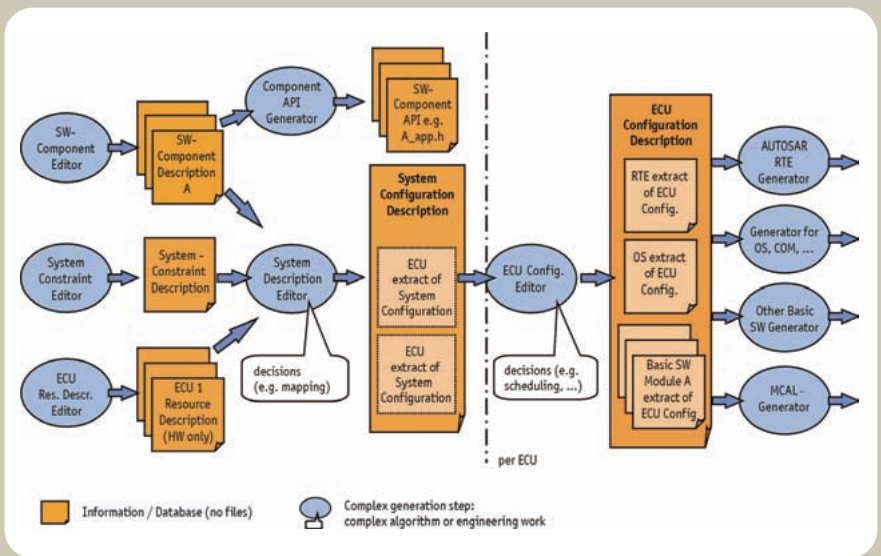 SW-
Component
Editor
SW-
Component
Description
A
Component
API
Generator
SW-
Component
API e.g.
A_app.h
System
Constraint
Editor
System -
Constraint
Description
System
Description
Editor
decisions
(e.g. mapping)
ECU
Res. Descr.
Editor
ECU 1
Resource
Description
(HW only)
System
Configuration
Description
ECU
extract of
System
Configuration
ECU
extract of
System
Configuration
ECU Config.
Editor
decisions (e.g.
scheduling, ...)
per ECU
ECU
Configuration
Description
RTE extract
of ECU
Config.
OS extract
of ECU
Config.
Basic SW
Module A
extract of
ECU Config
AUTOSAR
RTE
Generator
Generator for
OS, COM, ...
Other Basic
SW Generator
MCAL-
Generator
Information / Database (no files)
Complex generation step:
complex algorithm or engineering work